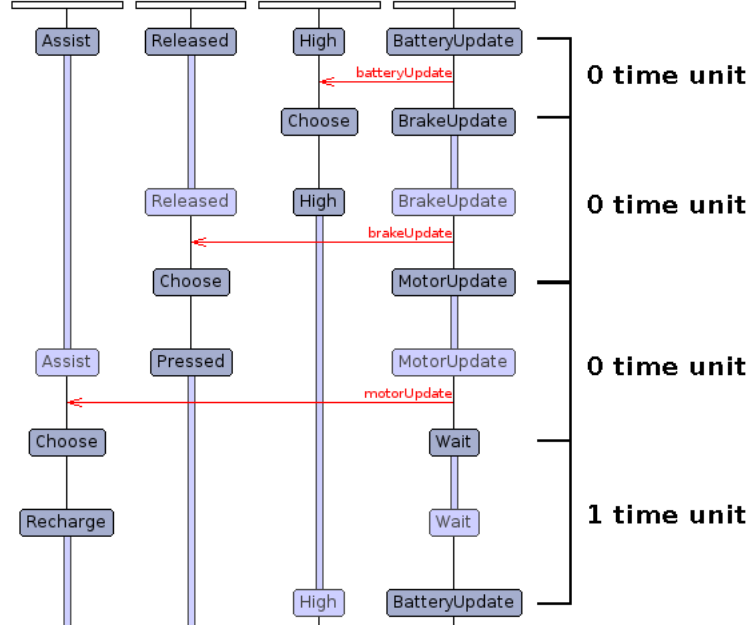 Assist Released High BatteryUpdate
batteryUpdate
0 time unit
Choose BrakeUpdate
Released High BrakeUpdate
0 time unit
brakeUpdate
Choose MotorUpdate
Assist Pressed MotorUpdate
0 time unit
motorUpdate
Choose Wait
Recharge Wait
1 time unit
High BatteryUpdate